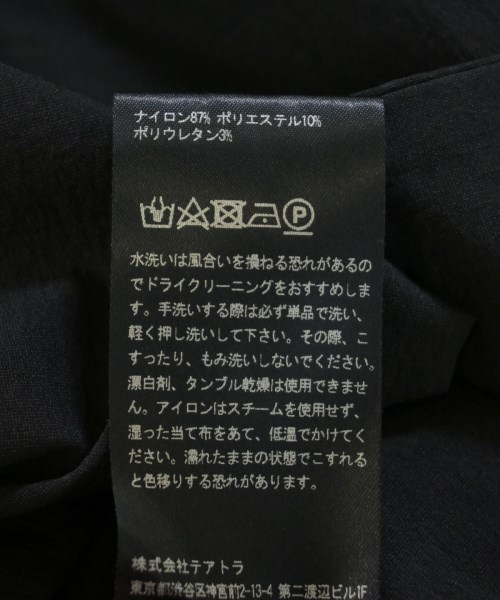 ナイロン87% ポリエステル10%
ポリウレタン3%
P
水洗いは風合いを損ねる恐れがあるの
でドライクリーニングをおすすめしま
す。手洗いする際は必ず単品で洗い、
軽く押し洗いして下さい。その際、こ
すったり、もみ洗いしないでください。
漂白剤、タンブル乾燥は使用できませ
ん。アイロンはスチームを使用せず、
湿った当て布をあて、低温でかけてく
ださい。濡れたままの状態でこすれる
と色移りする恐れがあります。
株式会社テアトラ
東京都渋谷区神宮前2-13-4 第二渡辺ビル1F